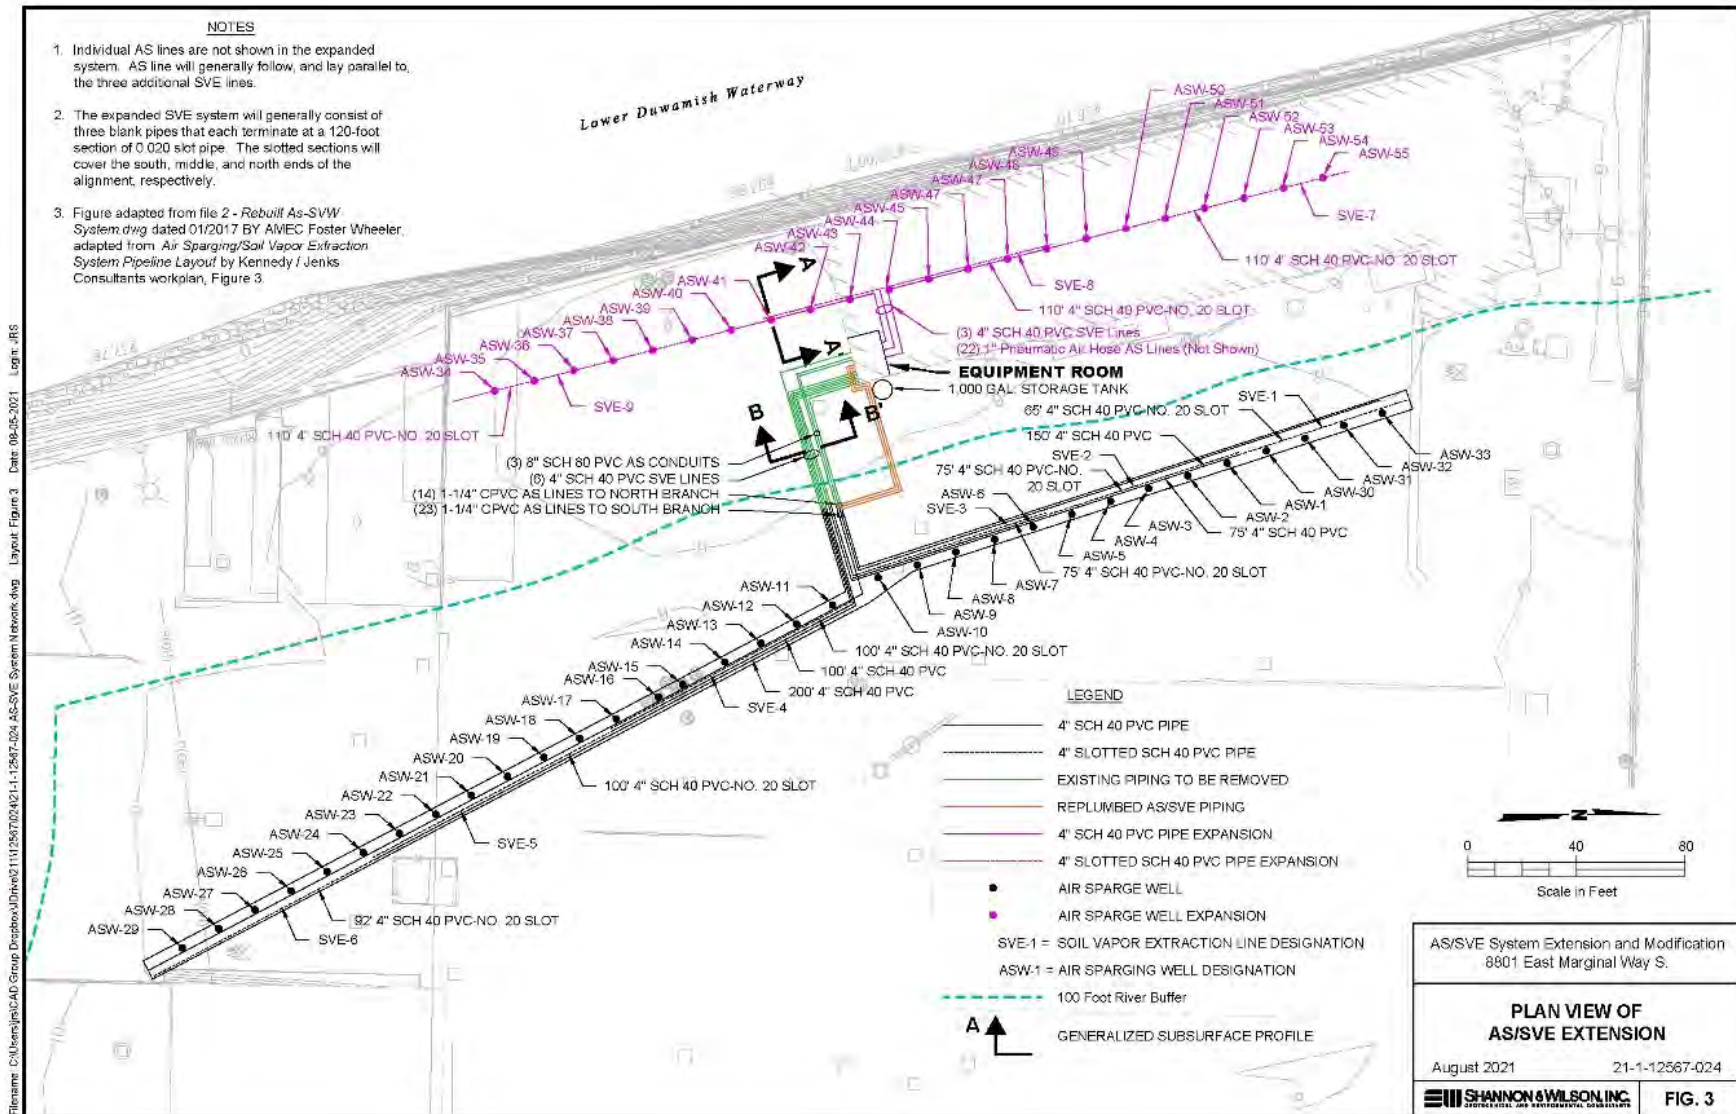 NOTES
1. Individual AS lines are not shown in the expanded
system. AS line will generally follow, and lay parallel to,
the three additional SVE lines.
2. The expanded SVE system will generally consist of
three blank pipes that each terminate at a 120-foot
section of 0.020 slot pipe. The slotted sections will
cover the south, middle, and north ends of the
alignment, respectively.
3. Figure adapted from file 2 - Rebuilt As-SVW
System.dwg dated 01/2017 BY AMEC Foster Wheeler,
adapted from Air Sparging/Soil Vapor Extraction
System Pipeline Layout by Kennedy / Jenks
Consultants workplan, Figure 3.
Lower Duwamish Waterway
ASW-50
ASW-51
ASW-52
ASW-53
ASW-54
ASW-55
ASW-49
ASW-48
ASW-47
ASW-47
ASW-45
ASW-44
ASW-43
ASW-42
ASW-41
ASW-40
ASW-39
ASW-38
ASW-37
ASW-36
ASW-35
ASW-34
SVE-7
110' 4" SCH 40 PVC-NO. 20 SLOT
SVE-8
110' 4" SCH 40 PVC-NO. 20 SLOT
SVE-9
110' 4" SCH 40 PVC-NO. 20 SLOT
A
A'
B
B'
(3) 4" SCH 40 PVC SVE Lines
(22) 1" Pneumatic Air Hose AS Lines (Not Shown)
EQUIPMENT ROOM
1,000 GAL. STORAGE TANK
(3) 8" SCH 80 PVC AS CONDUITS
(6) 4" SCH 40 PVC SVE LINES
(14) 1-1/4" CPVC AS LINES TO NORTH BRANCH
(23) 1-1/4" CPVC AS LINES TO SOUTH BRANCH
SVE-1
65' 4" SCH 40 PVC-NO. 20 SLOT
150' 4" SCH 40 PVC
SVE-2
75' 4" SCH 40 PVC-NO.
20 SLOT
ASW-6
SVE-3
ASW-33
ASW-32
ASW-31
ASW-30
ASW-1
ASW-2
75' 4" SCH 40 PVC
ASW-3
ASW-4
ASW-5
75' 4" SCH 40 PVC-NO. 20 SLOT
ASW-7
ASW-8
ASW-9
ASW-10
100' 4" SCH 40 PVC-NO. 20 SLOT
100' 4" SCH 40 PVC
200' 4" SCH 40 PVC
SVE-4
ASW-11
ASW-12
ASW-13
ASW-14
ASW-15
ASW-16
ASW-17
ASW-18
ASW-19
ASW-20
ASW-21
ASW-22
ASW-23
ASW-24
ASW-25
ASW-26
ASW-27
ASW-28
ASW-29
100' 4" SCH 40 PVC-NO. 20 SLOT
SVE-5
92' 4" SCH 40 PVC-NO. 20 SLOT
SVE-6
LEGEND
4" SCH 40 PVC PIPE
4" SLOTTED SCH 40 PVC PIPE
EXISTING PIPING TO BE REMOVED
REPLUMBED AS/SVE PIPING
4" SCH 40 PVC PIPE EXPANSION
4" SLOTTED SCH 40 PVC PIPE EXPANSION
AIR SPARGE WELL
AIR SPARGE WELL EXPANSION
SVE-1 = SOIL VAPOR EXTRACTION LINE DESIGNATION
ASW-1 = AIR SPARGING WELL DESIGNATION
100 Foot River Buffer
A GENERALIZED SUBSURFACE PROFILE
N
0 40 80
Scale in Feet
AS/SVE System Extension and Modification
8801 East Marginal Way S.
PLAN VIEW OF
AS/SVE EXTENSION
August 2021 21-1-12567-024
SHANNON & WILSON, INC.
GEOTECHNICAL AND ENVIRONMENTAL CONSULTANTS
FIG. 3
Date: 08-05-2021 Login: JRS
Layout: Figure 3